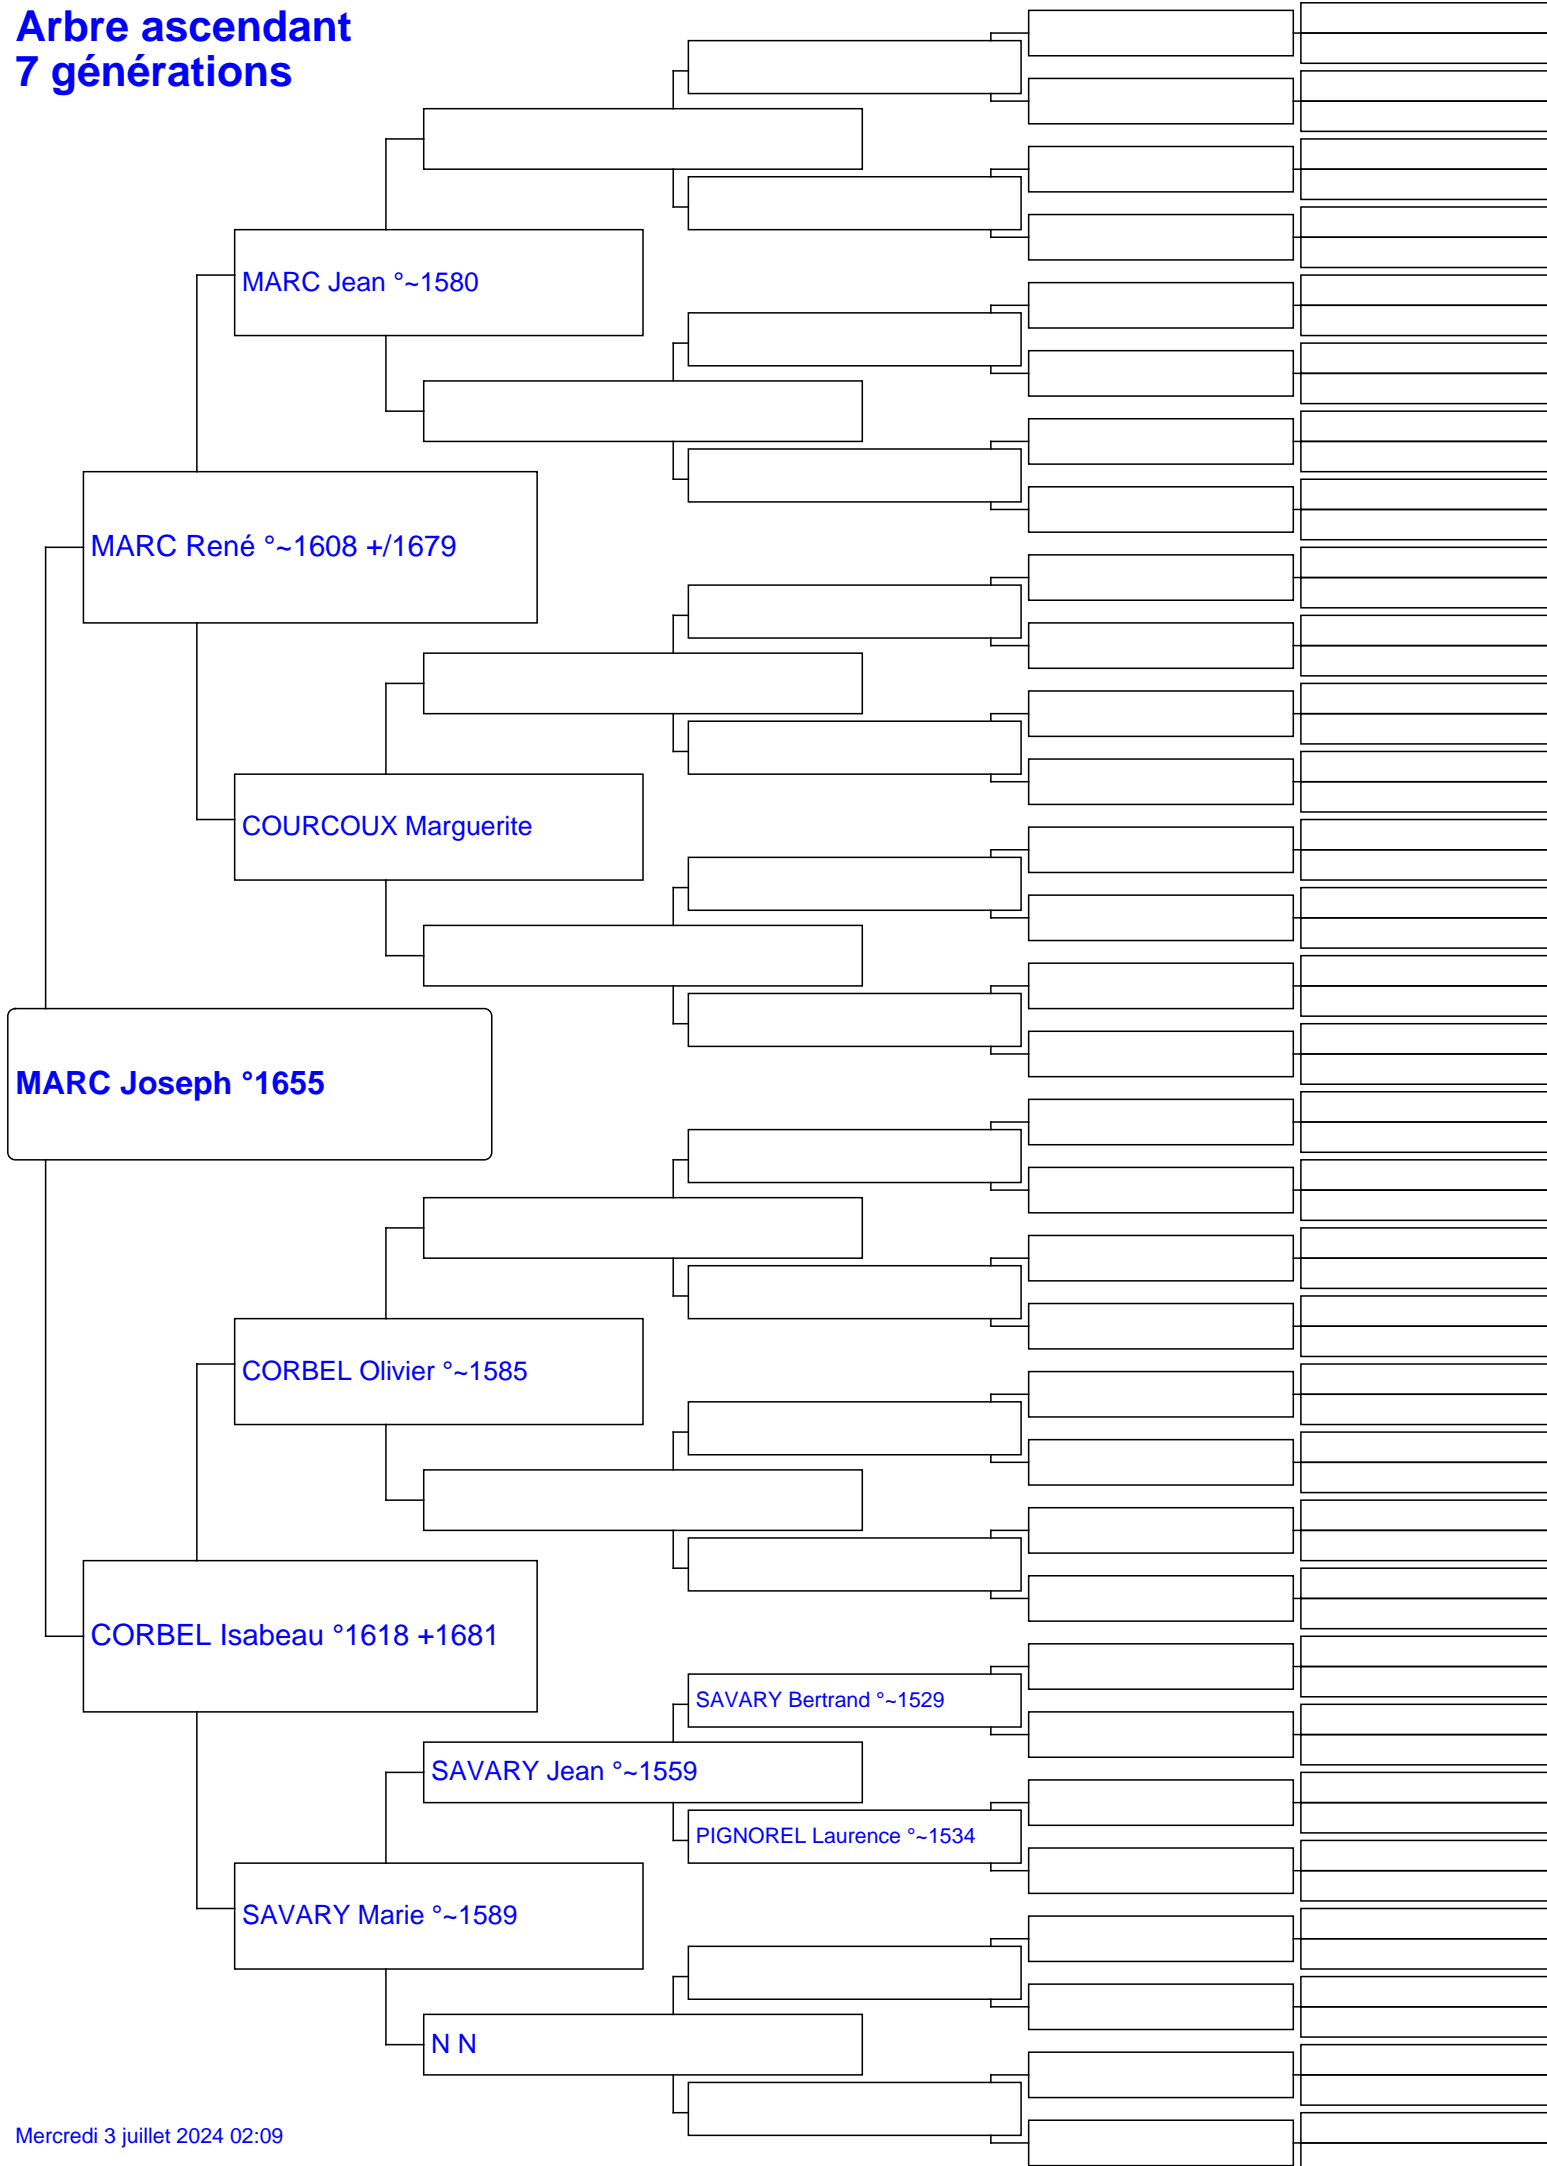 Arbre ascendant
7 générations
MARC Jean °~1580
MARC René °~1608 +/1679
COURCOUX Marguerite
MARC Joseph °1655
CORBEL Olivier °~1585
CORBEL Isabeau °1618 +1681
SAVARY Bertrand °~1529
SAVARY Jean °~1559
PIGNOREL Laurence °~1534
SAVARY Marie °~1589
N N
Mercredi 3 juillet 2024 02:09